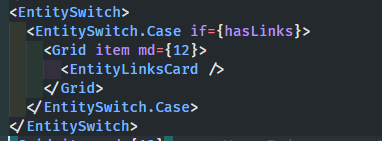 <EntitySwitch>
<EntitySwitch.Case if={hasLinks}>
<Grid item md={12}>
<EntityLinksCard />
</Grid>
</EntitySwitch.Case>
</EntitySwitch>